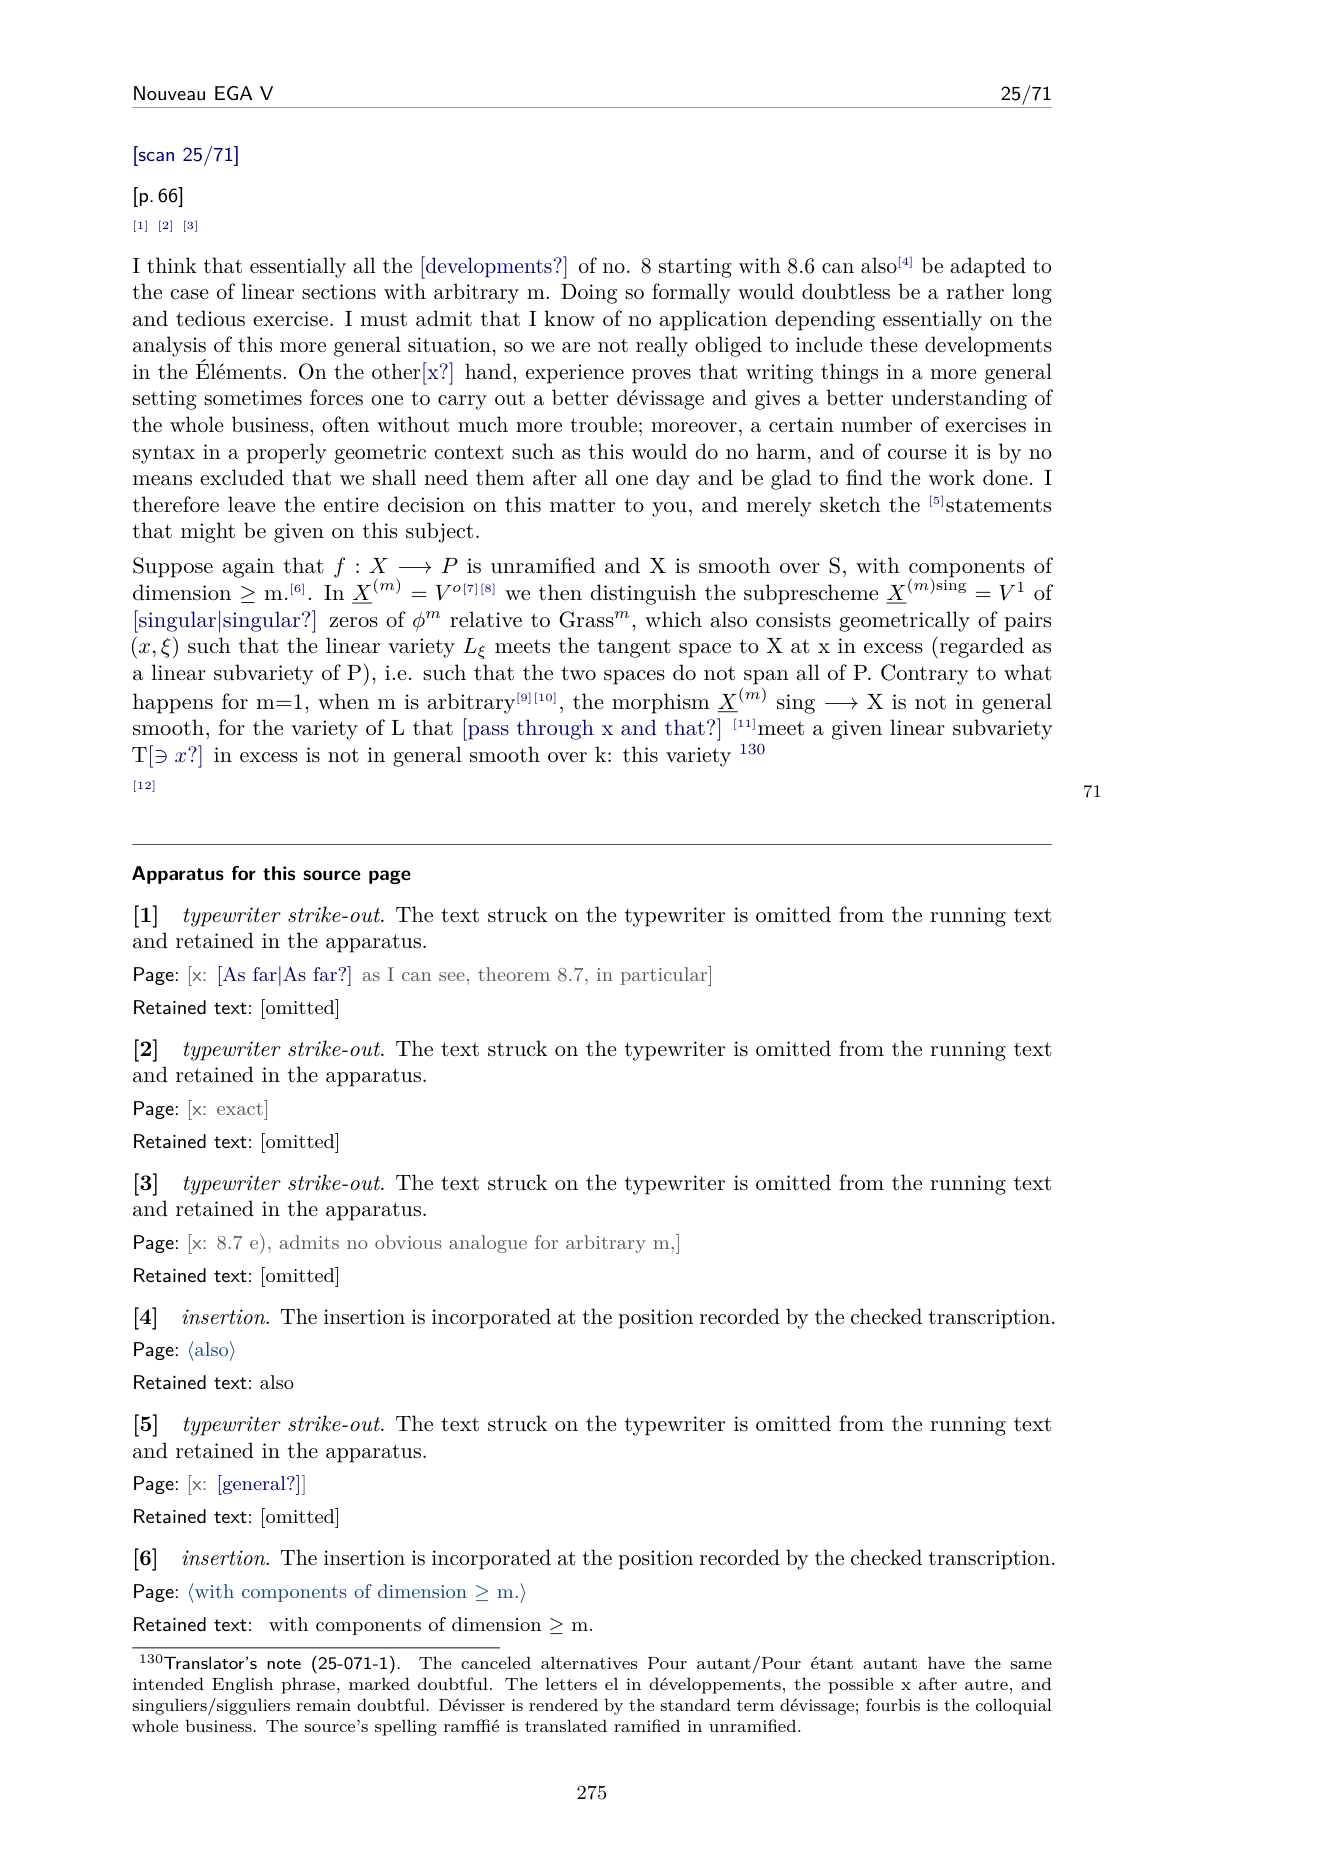 Nouveau EGA V 25/71
[scan 25/71]
[p. 66]
[1] [2] [3]
I think that essentially all the [developments?] of no. 8 starting with 8.6 can also[4] be adapted to
the case of linear sections with arbitrary m. Doing so formally would doubtless be a rather long
and tedious exercise. I must admit that I know of no application depending essentially on the
analysis of this more general situation, so we are not really obliged to include these developments
in the Éléments. On the other[x?] hand, experience proves that writing things in a more general
setting sometimes forces one to carry out a better dévissage and gives a better understanding of
the whole business, often without much more trouble; moreover, a certain number of exercises in
syntax in a properly geometric context such as this would do no harm, and of course it is by no
means excluded that we shall need them after all one day and be glad to find the work done. I
therefore leave the entire decision on this matter to you, and merely sketch the [5]statements
that might be given on this subject.
Suppose again that f : X ⟶ P is unramified and X is smooth over S, with components of
dimension ≥ m.[6]. In X^(m) = V^o[7][8] we then distinguish the subprescheme X^(m)sing = V^1 of
[singular|singular?] zeros of ϕ^m relative to Grass^m, which also consists geometrically of pairs
(x, ξ) such that the linear variety L_ξ meets the tangent space to X at x in excess (regarded as
a linear subvariety of P), i.e. such that the two spaces do not span all of P. Contrary to what
happens for m=1, when m is arbitrary[9][10], the morphism X^(m) sing ⟶ X is not in general
smooth, for the variety of L that [pass through x and that?] [11]meet a given linear subvariety
T[∋ x?] in excess is not in general smooth over k: this variety 130
[12] 71
Apparatus for this source page
[1] typewriter strike-out. The text struck on the typewriter is omitted from the running text
and retained in the apparatus.
Page: [x: [As far|As far?] as I can see, theorem 8.7, in particular]
Retained text: [omitted]
[2] typewriter strike-out. The text struck on the typewriter is omitted from the running text
and retained in the apparatus.
Page: [x: exact]
Retained text: [omitted]
[3] typewriter strike-out. The text struck on the typewriter is omitted from the running text
and retained in the apparatus.
Page: [x: 8.7 e), admits no obvious analogue for arbitrary m,]
Retained text: [omitted]
[4] insertion. The insertion is incorporated at the position recorded by the checked transcription.
Page: ⟨also⟩
Retained text: also
[5] typewriter strike-out. The text struck on the typewriter is omitted from the running text
and retained in the apparatus.
Page: [x: [general?]]
Retained text: [omitted]
[6] insertion. The insertion is incorporated at the position recorded by the checked transcription.
Page: ⟨with components of dimension ≥ m.⟩
Retained text: with components of dimension ≥ m.
130Translator's note (25-071-1). The canceled alternatives Pour autant/Pour étant autant have the same
intended English phrase, marked doubtful. The letters el in développements, the possible x after autre, and
singuliers/sigguliers remain doubtful. Dévisser is rendered by the standard term dévissage; fourbis is the colloquial
whole business. The source's spelling ramffié is translated ramified in unramified.
275